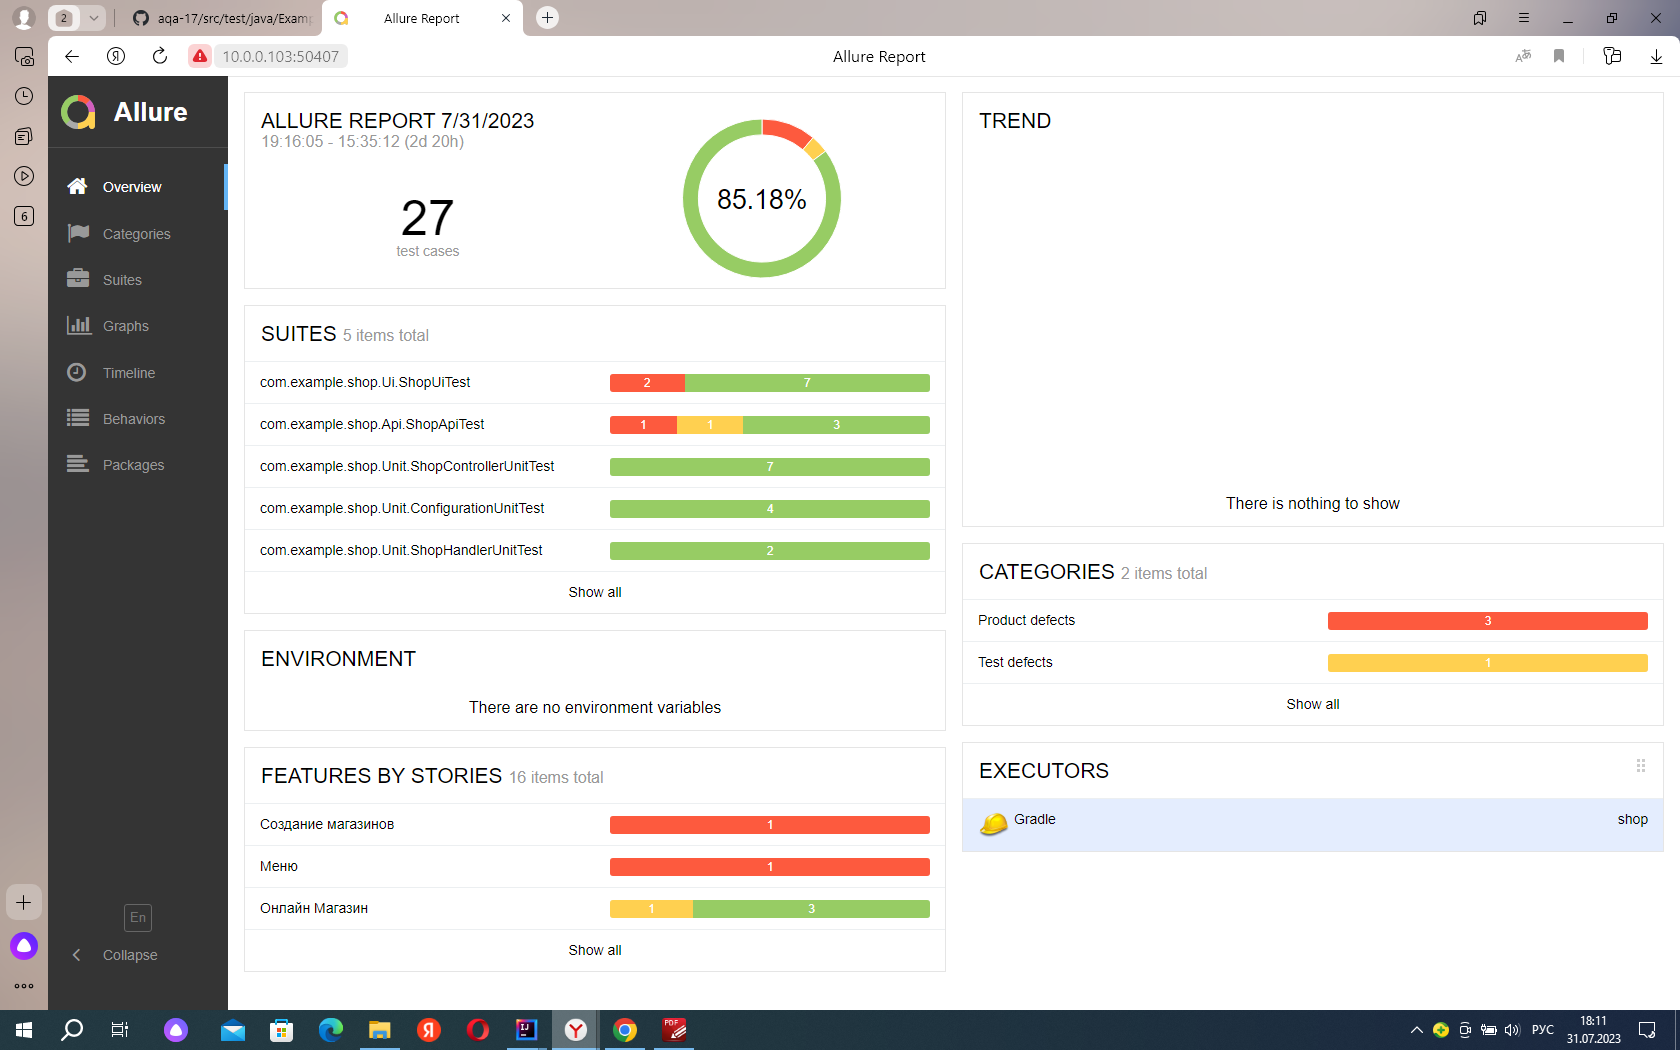 2
aqa-17/src/test/java/Examp
Allure Report
10.0.0.103:50407
Allure Report
6
Allure
Overview
Categories
Suites
Graphs
Timeline
Behaviors
Packages
En
Collapse
ALLURE REPORT 7/31/2023
19:16:05 - 15:35:12 (2d 20h)
27
test cases
85.18%
SUITES 5 items total
com.example.shop.Ui.ShopUiTest 2 7
com.example.shop.Api.ShopApiTest 1 1 3
com.example.shop.Unit.ShopControllerUnitTest 7
com.example.shop.Unit.ConfigurationUnitTest 4
com.example.shop.Unit.ShopHandlerUnitTest 2
Show all
ENVIRONMENT
There are no environment variables
FEATURES BY STORIES 16 items total
Создание магазинов 1
Меню 1
Онлайн Магазин 1 3
Show all
TREND
There is nothing to show
CATEGORIES 2 items total
Product defects 3
Test defects 1
Show all
EXECUTORS
Gradle shop
РУС
18:11
31.07.2023